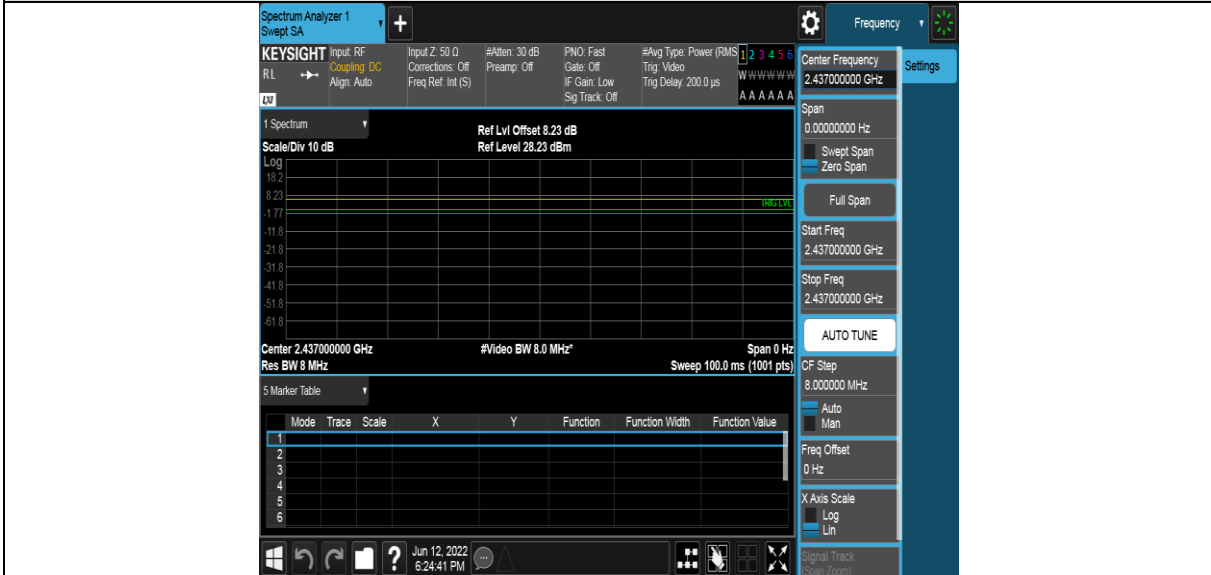 Spectrum Analyzer 1
Swept SA
+
Frequency
KEYSIGHT
RL
LXI
Input: RF
Coupling: DC
Align: Auto
Input Z: 50 Ω
Corrections: Off
Freq Ref: Int (S)
#Atten: 30 dB
Preamp: Off
PNO: Fast
Gate: Off
IF Gain: Low
Sig Track: Off
#Avg Type: Power (RMS
Trig: Video
Trig Delay: 200.0 µs
1 2 3 4 5 6
W W W W W W
A A A A A A
1 Spectrum
Scale/Div 10 dB
Ref Lvl Offset 8.23 dB
Ref Level 28.23 dBm
Log
18.2
8.23
-1.77
-11.8
-21.8
-31.8
-41.8
-51.8
-61.8
TRIG LVL
Center 2.437000000 GHz
#Video BW 8.0 MHz*
Span 0 Hz
Res BW 8 MHz
Sweep 100.0 ms (1001 pts)
5 Marker Table
Mode Trace Scale X Y Function Function Width Function Value
1
2
3
4
5
6
?
Jun 12, 2022
6:24:41 PM
Center Frequency
2.437000000 GHz
Settings
Span
0.00000000 Hz
Swept Span
Zero Span
Full Span
Start Freq
2.437000000 GHz
Stop Freq
2.437000000 GHz
AUTO TUNE
CF Step
8.000000 MHz
Auto
Man
Freq Offset
0 Hz
X Axis Scale
Log
Lin
Signal Track
(Span Zoom)